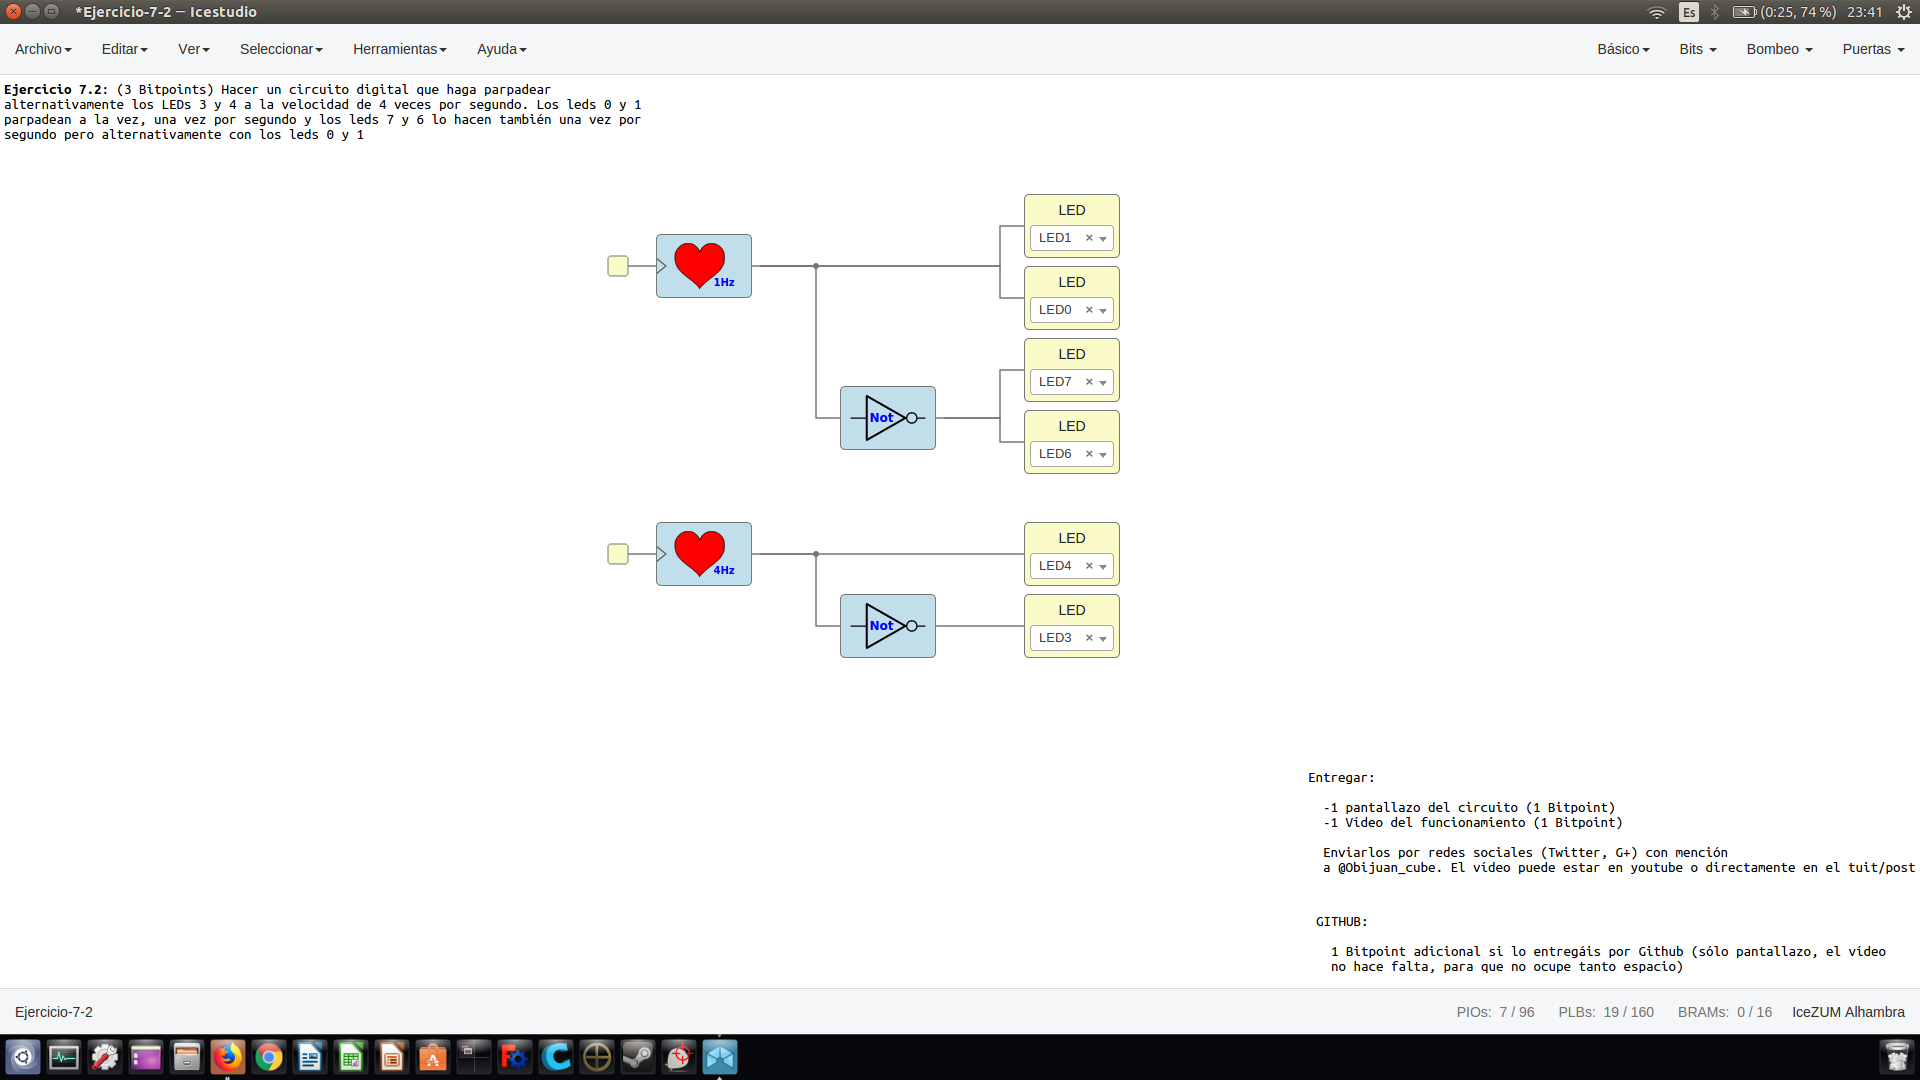 *Ejercicio-7-2 — Icestudio
Es
(0:25, 74 %)
23:41
Archivo
Editar
Ver
Seleccionar
Herramientas
Ayuda
Básico
Bits
Bombeo
Puertas
Ejercicio 7.2: (3 Bitpoints) Hacer un circuito digital que haga parpadear
alternativamente los LEDs 3 y 4 a la velocidad de 4 veces por segundo. Los leds 0 y 1
parpadean a la vez, una vez por segundo y los leds 7 y 6 lo hacen también una vez por
segundo pero alternativamente con los leds 0 y 1
1Hz
LED
LED1 ×
LED
LED0 ×
LED
LED7 ×
Not
LED
LED6 ×
4Hz
LED
LED4 ×
Not
LED
LED3 ×
Entregar:
-1 pantallazo del circuito (1 Bitpoint)
-1 Vídeo del funcionamiento (1 Bitpoint)
Enviarlos por redes sociales (Twitter, G+) con mención
a @Obijuan_cube. El vídeo puede estar en youtube o directamente en el tuit/post
GITHUB:
1 Bitpoint adicional si lo entregáis por Github (sólo pantallazo, el vídeo
no hace falta, para que no ocupe tanto espacio)
Ejercicio-7-2
PIOs: 7 / 96
PLBs: 19 / 160
BRAMs: 0 / 16
IceZUM Alhambra